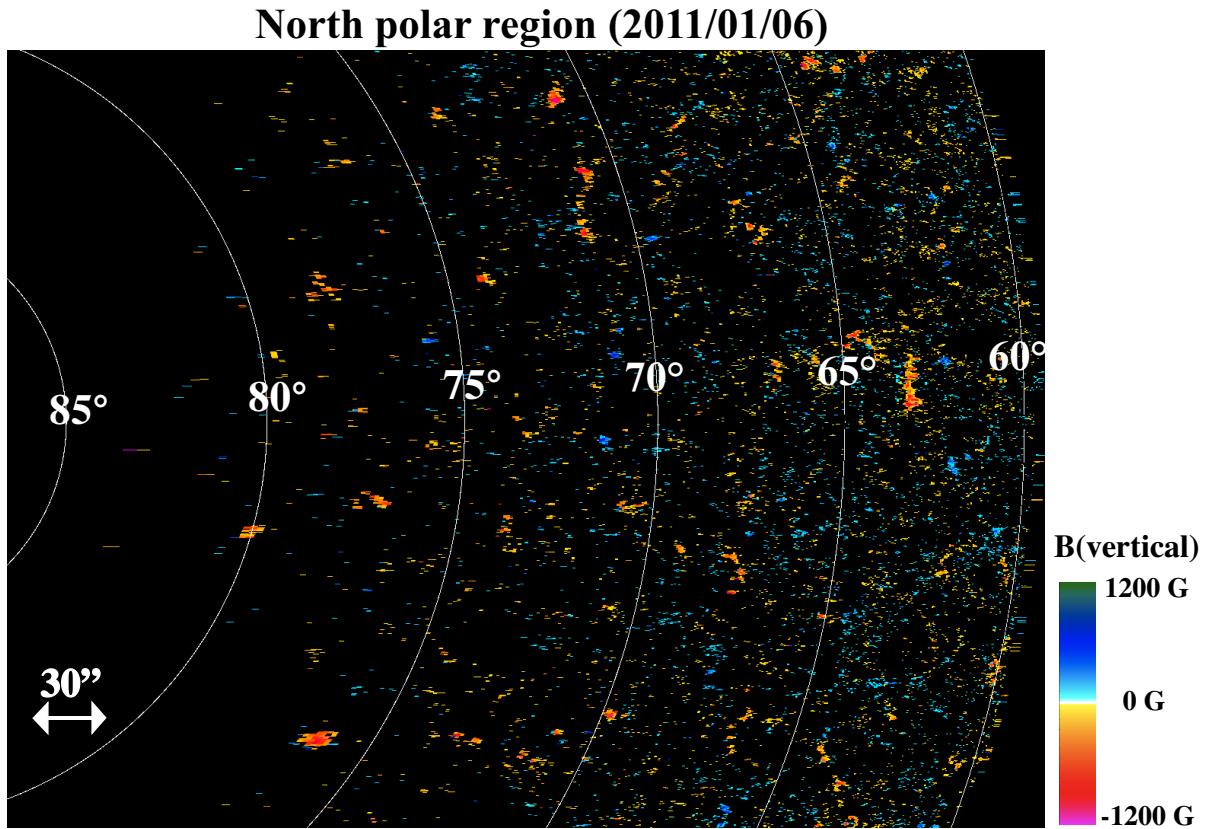 North polar region (2011/01/06)
85°
80°
75°
70°
65°
60°
30”
B(vertical)
1200 G
0 G
-1200 G